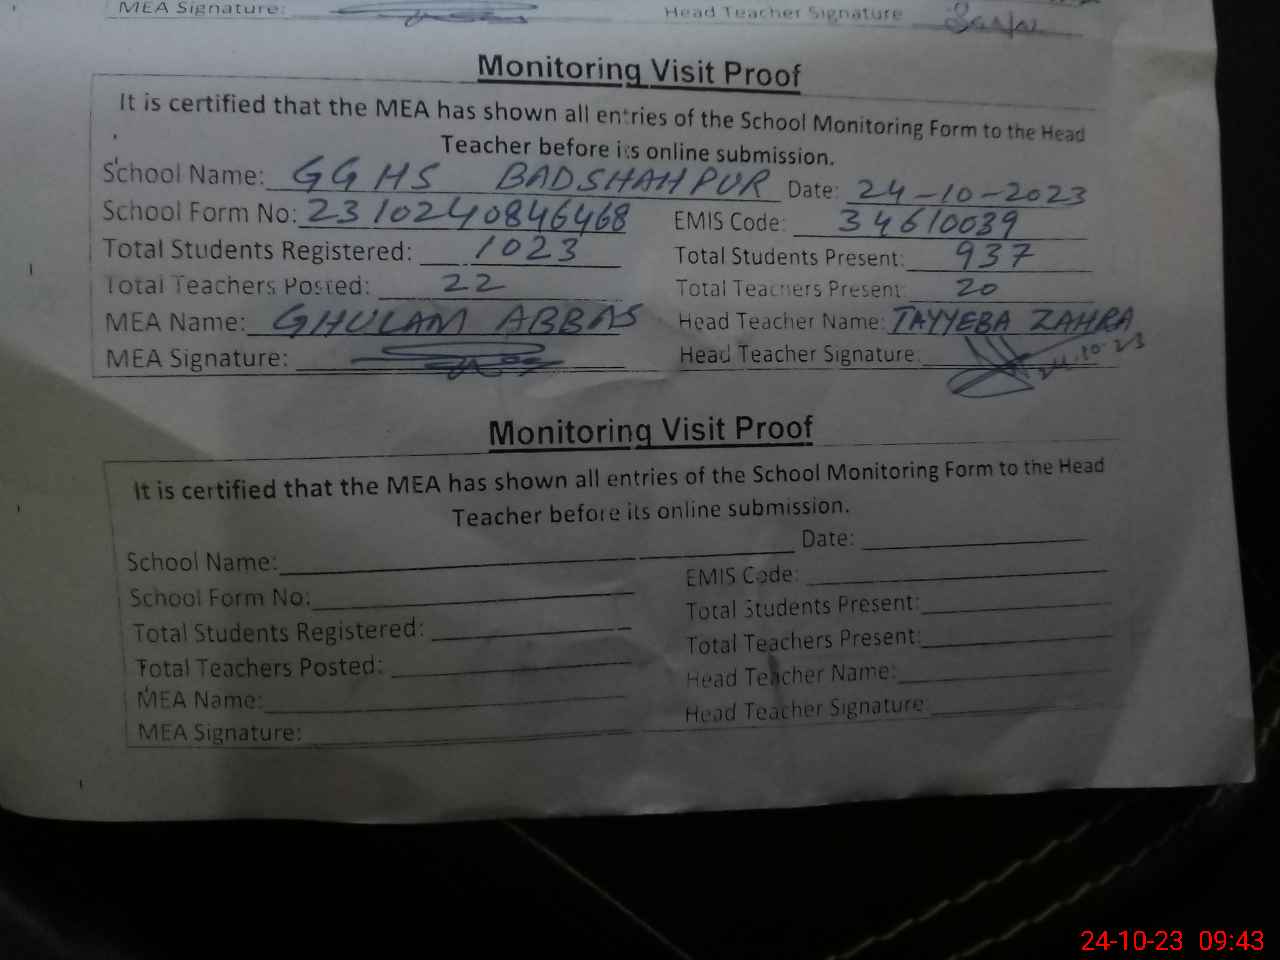 MEA Signature: Head Teacher Signature
Monitoring Visit Proof
It is certified that the MEA has shown all entries of the School Monitoring Form to the Head
Teacher before its online submission.
School Name: GGHS BADSHAHPUR Date: 24-10-2023
School Form No: 2310240846468 EMIS Code: 34610039
Total Students Registered: 1023 Total Students Present: 937
Total Teachers Posted: 22 Total Teachers Present: 20
MEA Name: GHULAM ABBAS Head Teacher Name: TAYYEBA ZAHRA
MEA Signature: Head Teacher Signature: 24.10.23
Monitoring Visit Proof
It is certified that the MEA has shown all entries of the School Monitoring Form to the Head
Teacher before its online submission.
School Name: Date:
School Form No: EMIS Code:
Total Students Registered: Total Students Present:
Total Teachers Posted: Total Teachers Present:
MEA Name: Head Teacher Name:
MEA Signature: Head Teacher Signature:
24-10-23 09:43